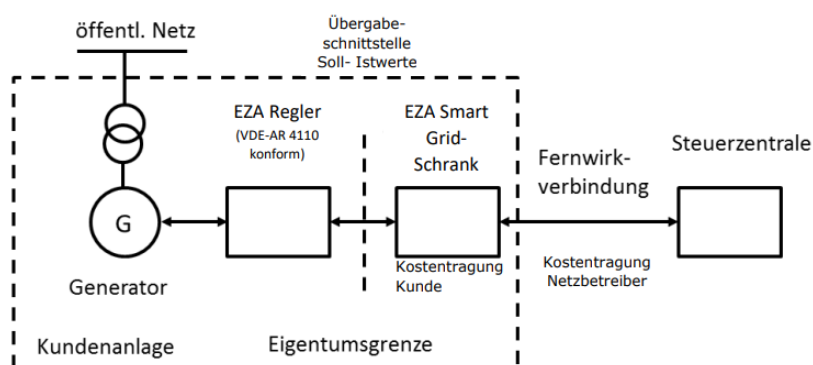 öffentl. Netz
Übergabe-
schnittstelle
Soll- Istwerte
EZA Regler
(VDE-AR 4110
konform)
EZA Smart
Grid-
Schrank
Fernwirk-
verbindung
Steuerzentrale
G
Generator
Kostentragung
Kunde
Kostentragung
Netzbetreiber
Kundenanlage
Eigentumsgrenze